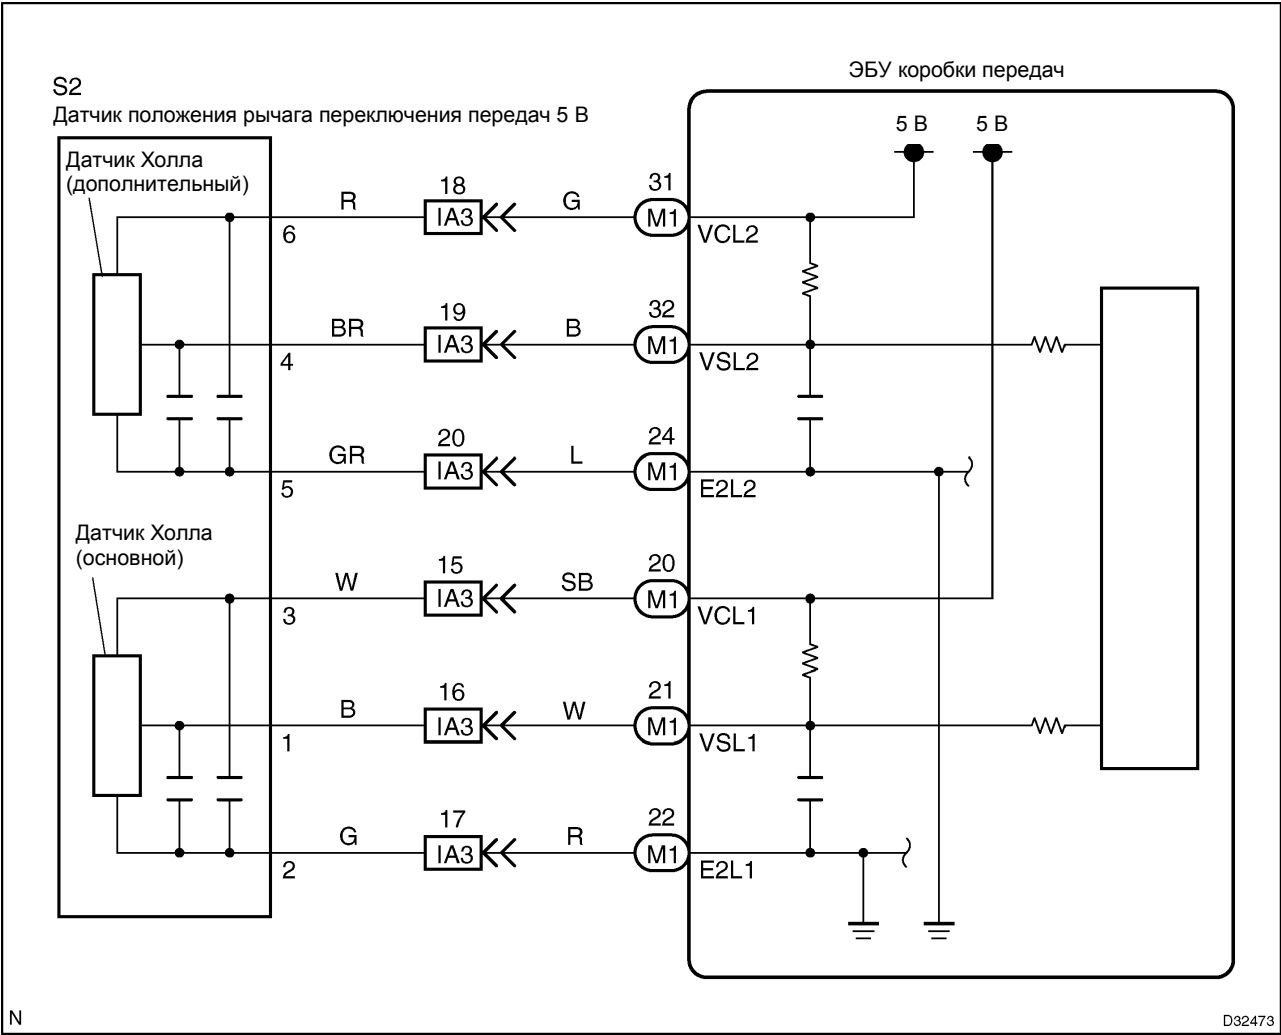 ЭБУ коробки передач
S2
Датчик положения рычага переключения передач 5 В
5 В 5 В
Датчик Холла
(дополнительный)
6 R 18 IA3 G 31 M1 VCL2
4 BR 19 IA3 B 32 M1 VSL2
5 GR 20 IA3 L 24 M1 E2L2
Датчик Холла
(основной)
3 W 15 IA3 SB 20 M1 VCL1
1 B 16 IA3 W 21 M1 VSL1
2 G 17 IA3 R 22 M1 E2L1
N D32473